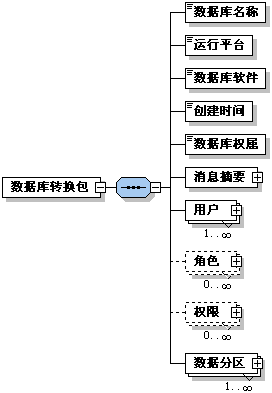 数据库名称
运行平台
数据库软件
创建时间
数据库权属
数据库转换包
消息摘要
用户
1..∞
角色
0..∞
权限
0..∞
数据分区
1..∞